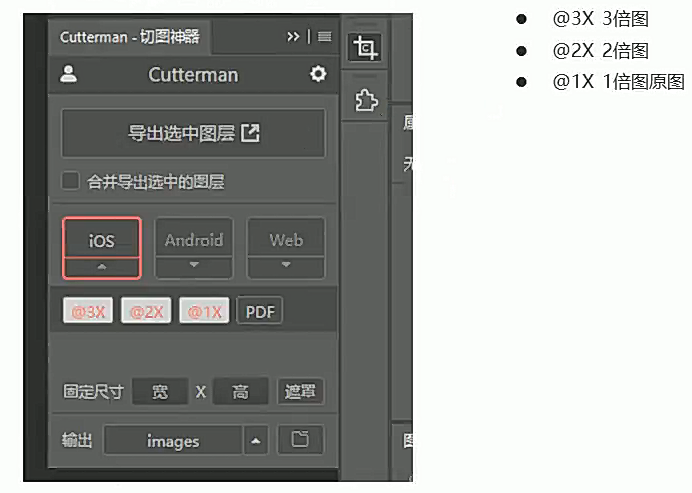 Cutterman - 切图神器
Cutterman
导出选中图层
合并导出选中的图层
iOS
Android
Web
@3X
@2X
@1X
PDF
固定尺寸
宽
X
高
遮罩
输出
images
@3X 3倍图
@2X 2倍图
@1X 1倍图原图